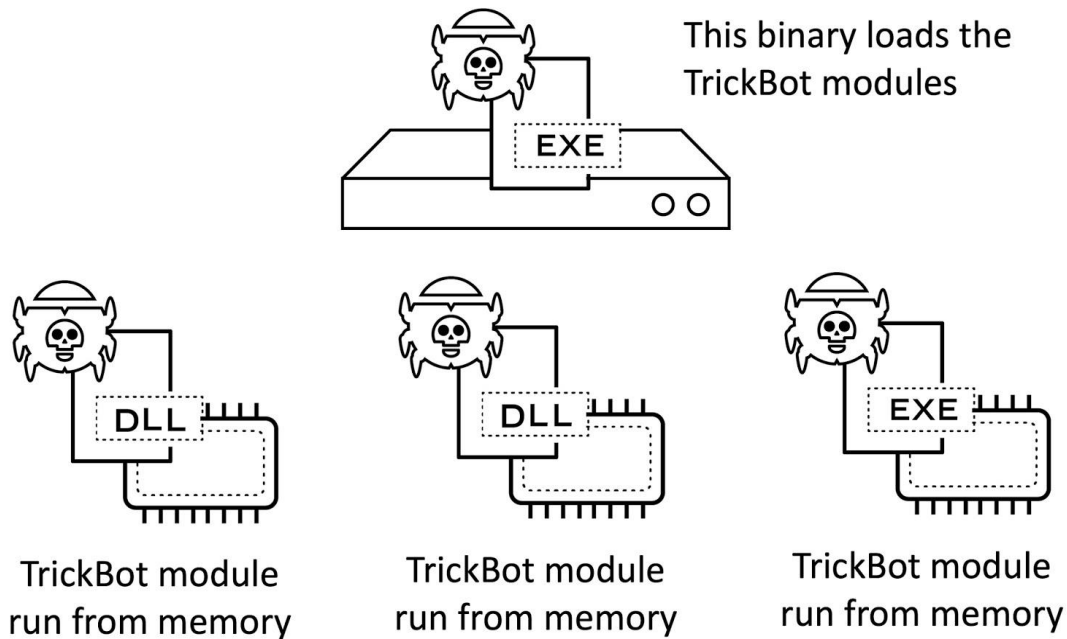 This binary loads the
TrickBot modules
EXE
DLL
DLL
EXE
TrickBot module
run from memory
TrickBot module
run from memory
TrickBot module
run from memory